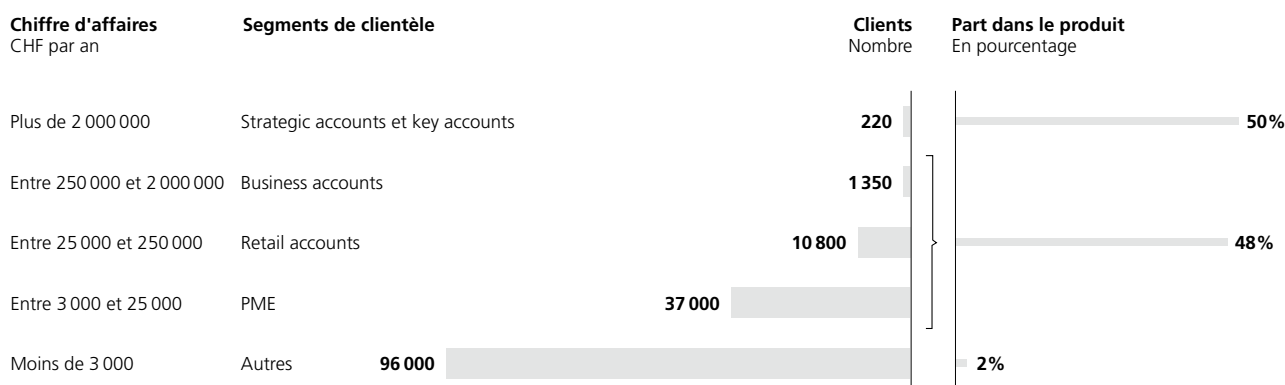 Chiffre d'affaires Segments de clientèle Clients Part dans le produit
CHF par an Nombre En pourcentage
Plus de 2 000 000 Strategic accounts et key accounts 220 50%
Entre 250 000 et 2 000 000 Business accounts 1 350
Entre 25 000 et 250 000 Retail accounts 10 800 48%
Entre 3 000 et 25 000 PME 37 000
Moins de 3 000 Autres 96 000 2%